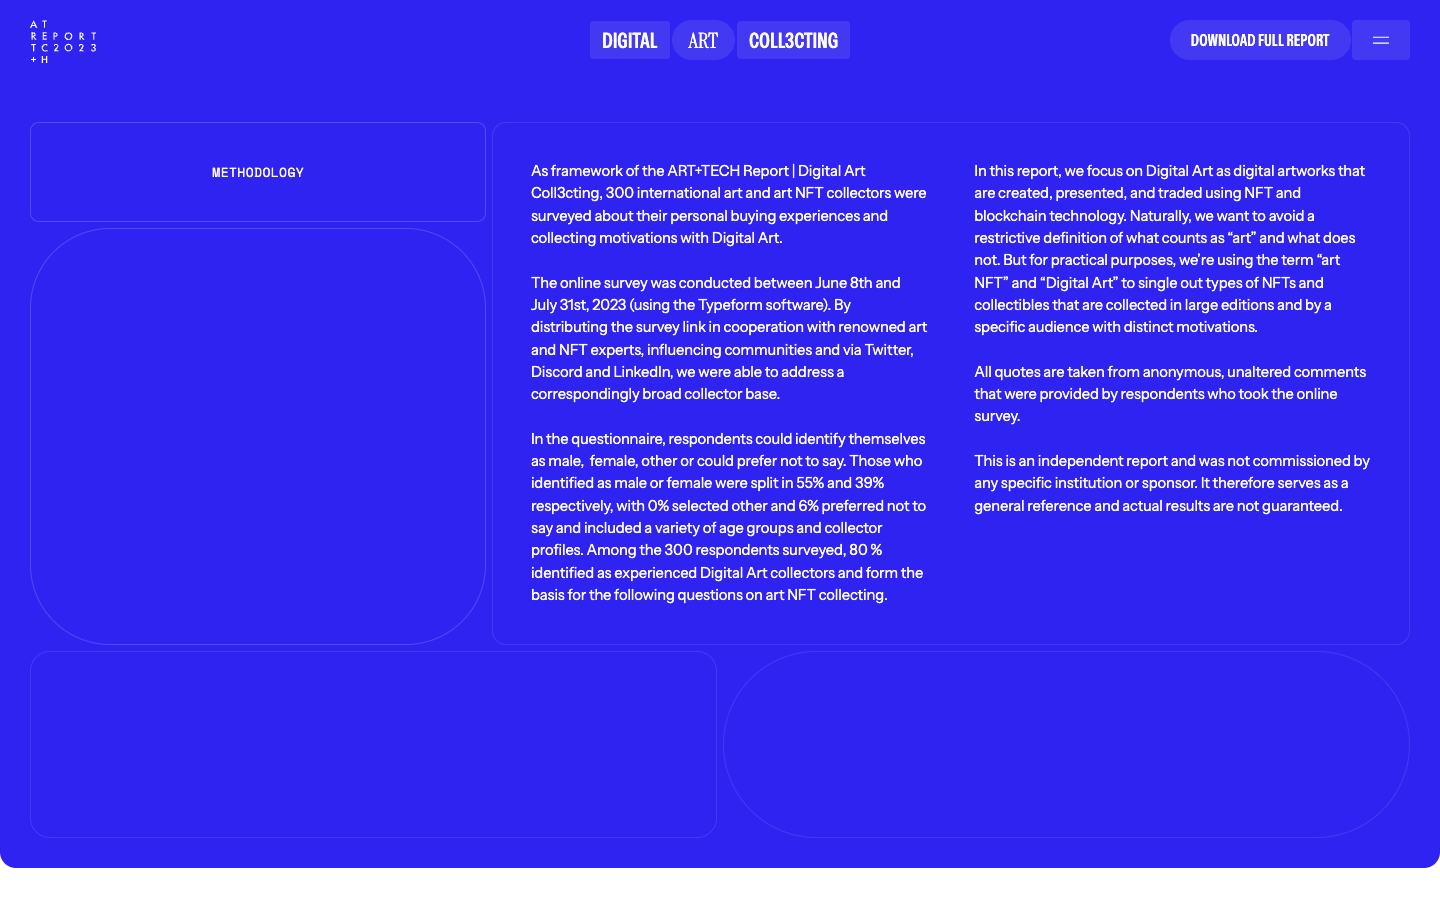 A T
R E P O R T
T C 2 0 2 3
+ H
DIGITAL ART COLL3CTING
DOWNLOAD FULL REPORT
METHODOLOGY
As framework of the ART+TECH Report | Digital Art
Coll3cting, 300 international art and art NFT collectors were
surveyed about their personal buying experiences and
collecting motivations with Digital Art.
The online survey was conducted between June 8th and
July 31st, 2023 (using the Typeform software). By
distributing the survey link in cooperation with renowned art
and NFT experts, influencing communities and via Twitter,
Discord and LinkedIn, we were able to address a
correspondingly broad collector base.
In the questionnaire, respondents could identify themselves
as male,  female, other or could prefer not to say. Those who
identified as male or female were split in 55% and 39%
respectively, with 0% selected other and 6% preferred not to
say and included a variety of age groups and collector
profiles. Among the 300 respondents surveyed, 80 %
identified as experienced Digital Art collectors and form the
basis for the following questions on art NFT collecting.
In this report, we focus on Digital Art as digital artworks that
are created, presented, and traded using NFT and
blockchain technology. Naturally, we want to avoid a
restrictive definition of what counts as “art” and what does
not. But for practical purposes, we’re using the term “art
NFT” and “Digital Art” to single out types of NFTs and
collectibles that are collected in large editions and by a
specific audience with distinct motivations.
All quotes are taken from anonymous, unaltered comments
that were provided by respondents who took the online
survey.
This is an independent report and was not commissioned by
any specific institution or sponsor. It therefore serves as a
general reference and actual results are not guaranteed.